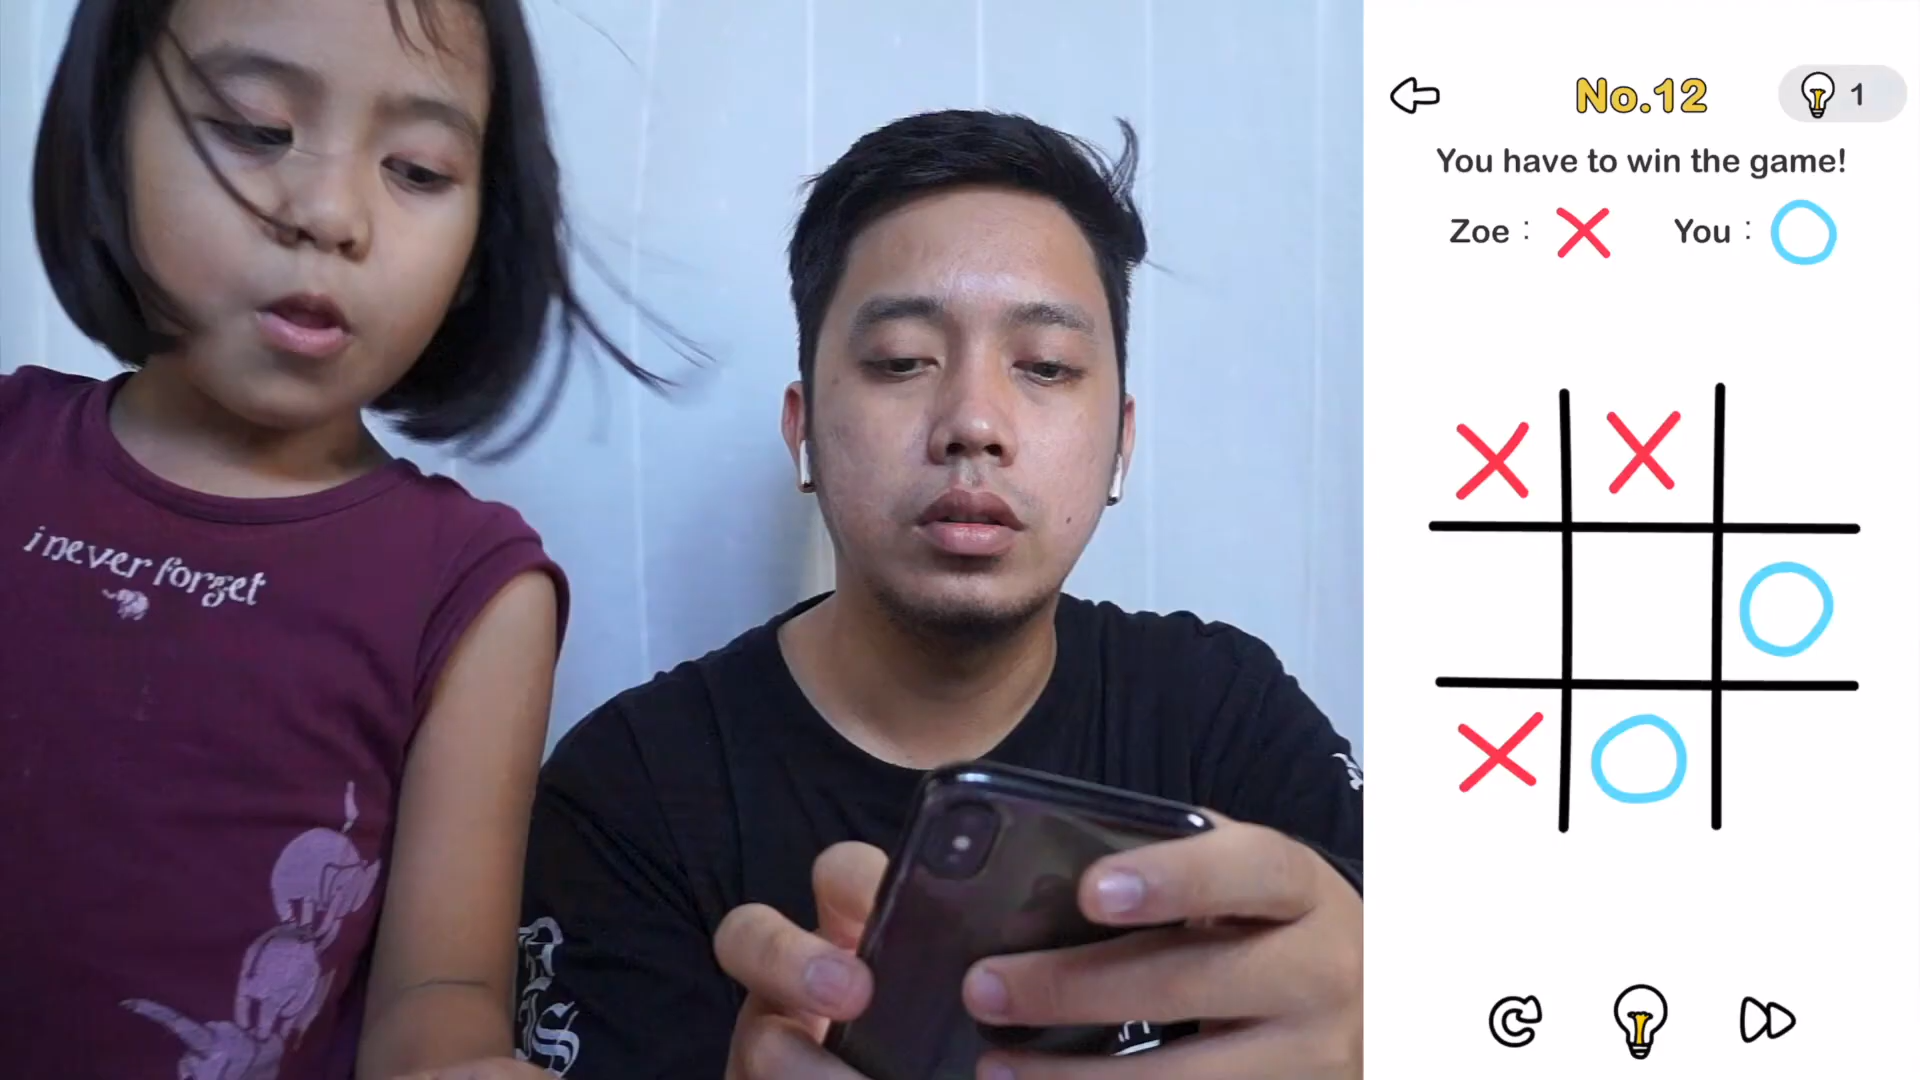 No.12
1
You have to win the game!
Zoe : X You : O
i never forget